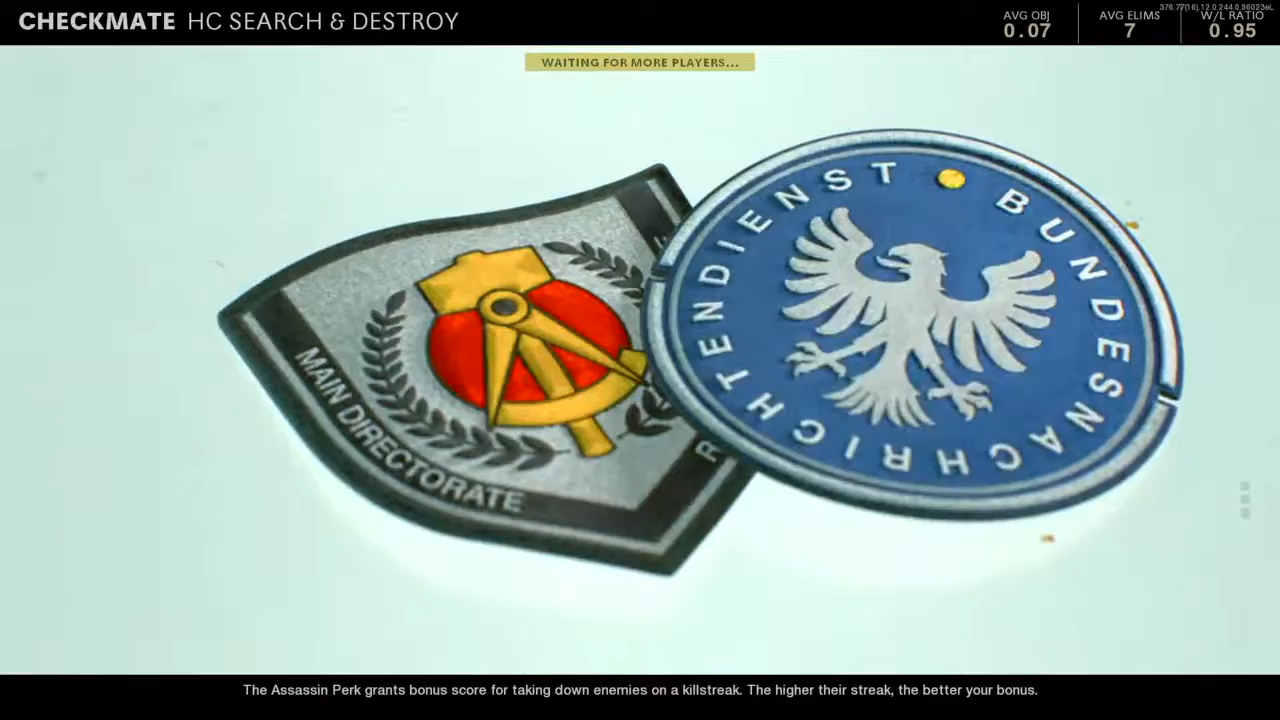 CHECKMATE HC SEARCH & DESTROY
AVG OBJ
0.07
AVG ELIMS
7
W/L RATIO
0.95
WAITING FOR MORE PLAYERS...
MAIN DIRECTORATE
R
BUNDESNACHRICHTENDIENST
The Assassin Perk grants bonus score for taking down enemies on a killstreak. The higher their streak, the better your bonus.